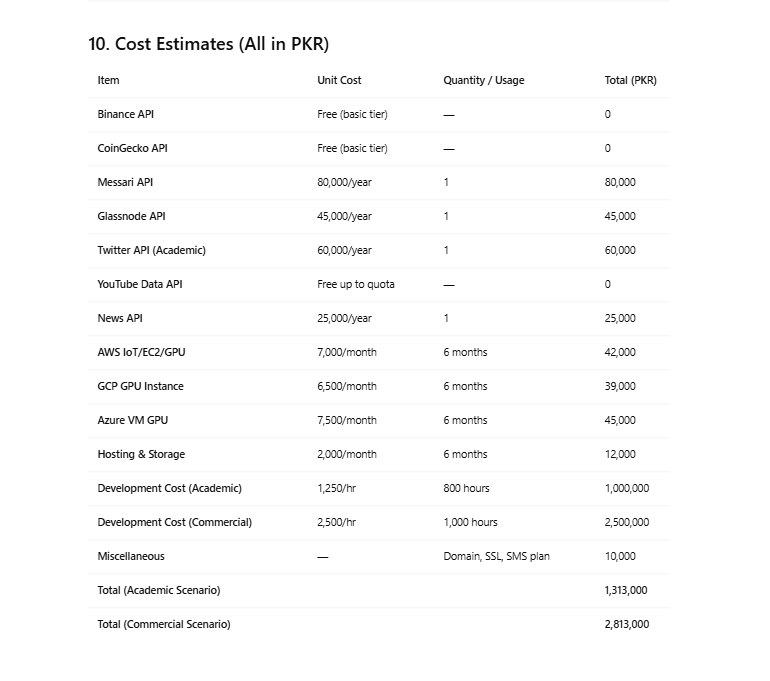 10. Cost Estimates (All in PKR)
Item Unit Cost Quantity / Usage Total (PKR)
Binance API Free (basic tier) — 0
CoinGecko API Free (basic tier) — 0
Messari API 80,000/year 1 80,000
Glassnode API 45,000/year 1 45,000
Twitter API (Academic) 60,000/year 1 60,000
YouTube Data API Free up to quota — 0
News API 25,000/year 1 25,000
AWS IoT/EC2/GPU 7,000/month 6 months 42,000
GCP GPU Instance 6,500/month 6 months 39,000
Azure VM GPU 7,500/month 6 months 45,000
Hosting & Storage 2,000/month 6 months 12,000
Development Cost (Academic) 1,250/hr 800 hours 1,000,000
Development Cost (Commercial) 2,500/hr 1,000 hours 2,500,000
Miscellaneous — Domain, SSL, SMS plan 10,000
Total (Academic Scenario) 1,313,000
Total (Commercial Scenario) 2,813,000